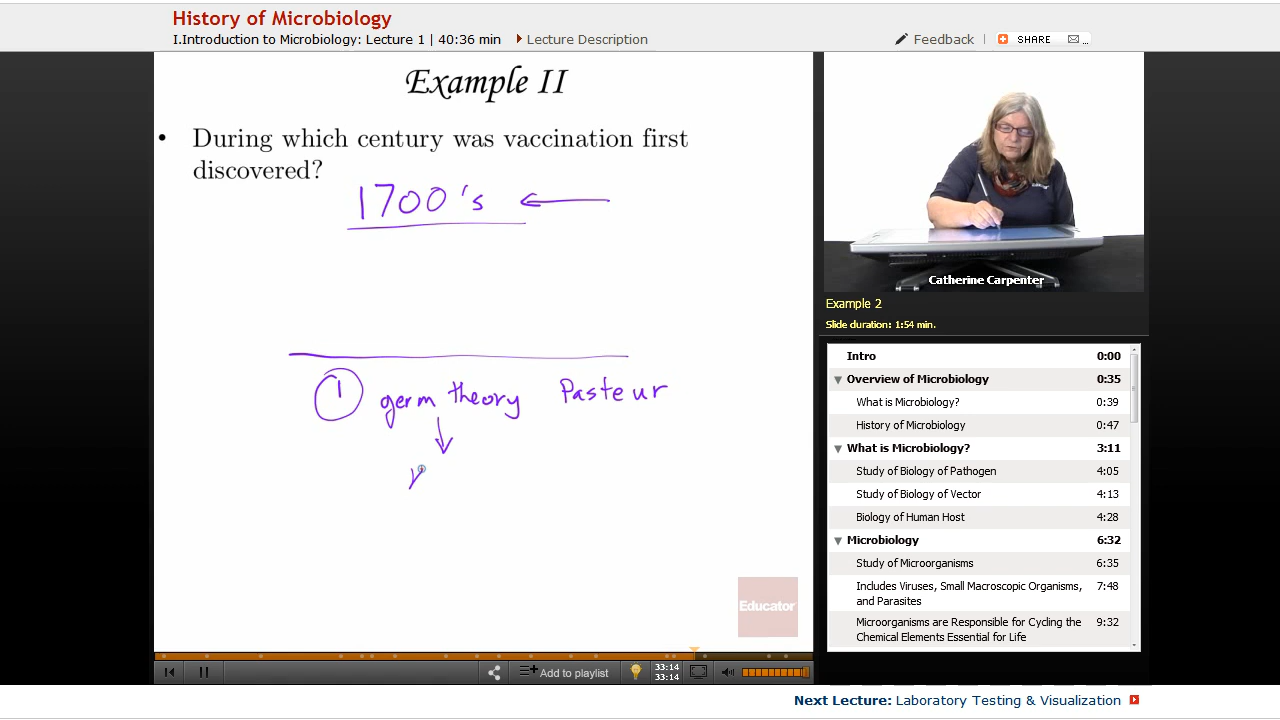 History of Microbiology
I.Introduction to Microbiology: Lecture 1 | 40:36 min
Lecture Description
Feedback
SHARE
...
Example II
• During which century was vaccination first
discovered?
1700's
1 germ theory Pasteur
Educator
Catherine Carpenter
Example 2
Slide duration: 1:54 min.
Intro 0:00
Overview of Microbiology 0:35
What is Microbiology? 0:39
History of Microbiology 0:47
What is Microbiology? 3:11
Study of Biology of Pathogen 4:05
Study of Biology of Vector 4:13
Biology of Human Host 4:28
Microbiology 6:32
Study of Microorganisms 6:35
Includes Viruses, Small Macroscopic Organisms, 7:48
and Parasites
Microorganisms are Responsible for Cycling the 9:32
Chemical Elements Essential for Life
Add to playlist
33:14
33:14
Next Lecture: Laboratory Testing & Visualization